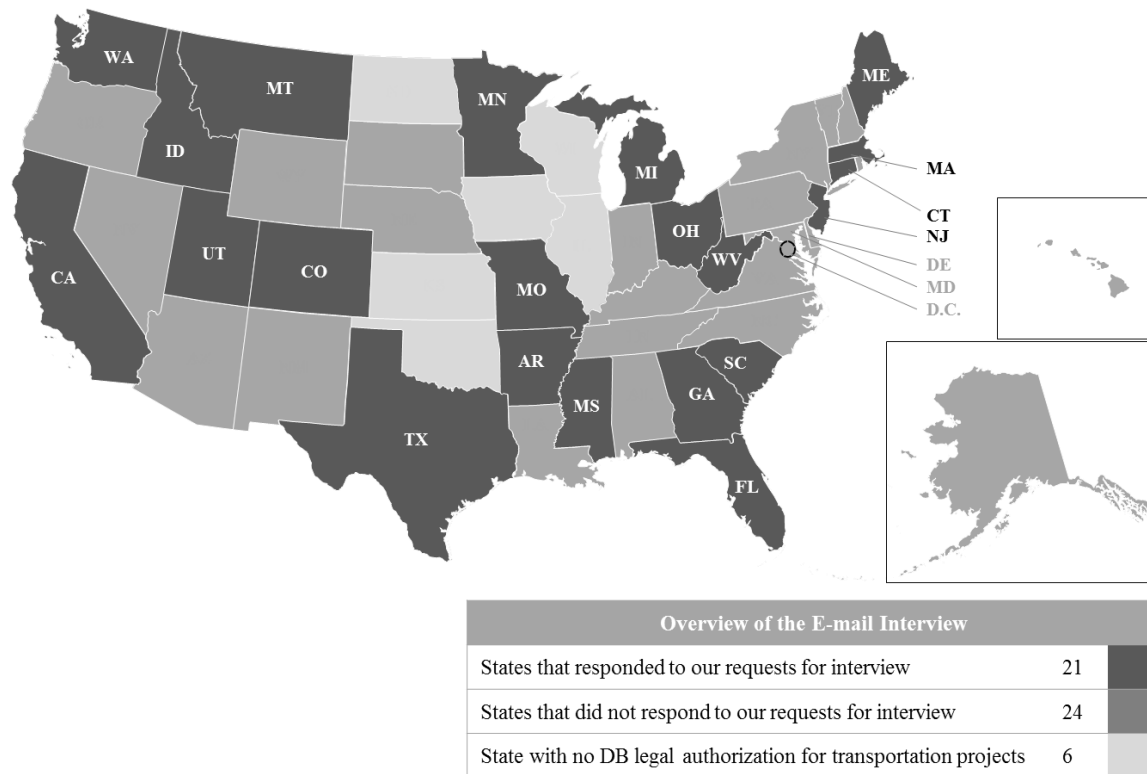 WA
MT
ME
MN
ID
MI
MA
CT
OH
NJ
UT
WV
DE
CA
CO
MO
MD
D.C.
AR
SC
MS
GA
TX
FL
Overview of the E-mail Interview
States that responded to our requests for interview 21
States that did not respond to our requests for interview 24
State with no DB legal authorization for transportation projects 6